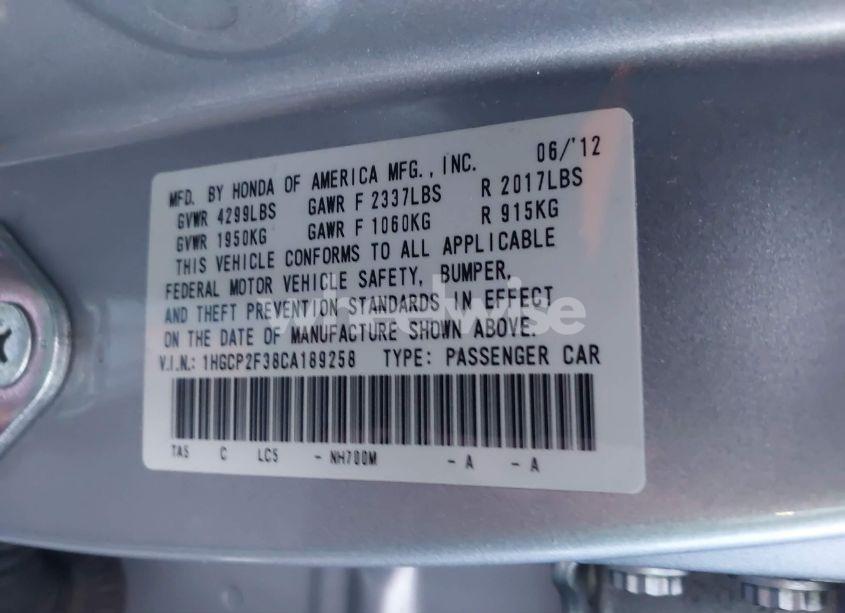 MFD. BY HONDA OF AMERICA MFG., INC. 06/'12
GVWR 4299LBS GAWR F 2337LBS R 2017LBS
GVWR 1950KG GAWR F 1060KG R 915KG
THIS VEHICLE CONFORMS TO ALL APPLICABLE
FEDERAL MOTOR VEHICLE SAFETY, BUMPER,
AND THEFT PREVENTION STANDARDS IN EFFECT
ON THE DATE OF MANUFACTURE SHOWN ABOVE.
V.I.N.: 1HGCP2F38CA189258 TYPE: PASSENGER CAR
TA5 C LC5 - NH700M - A - A